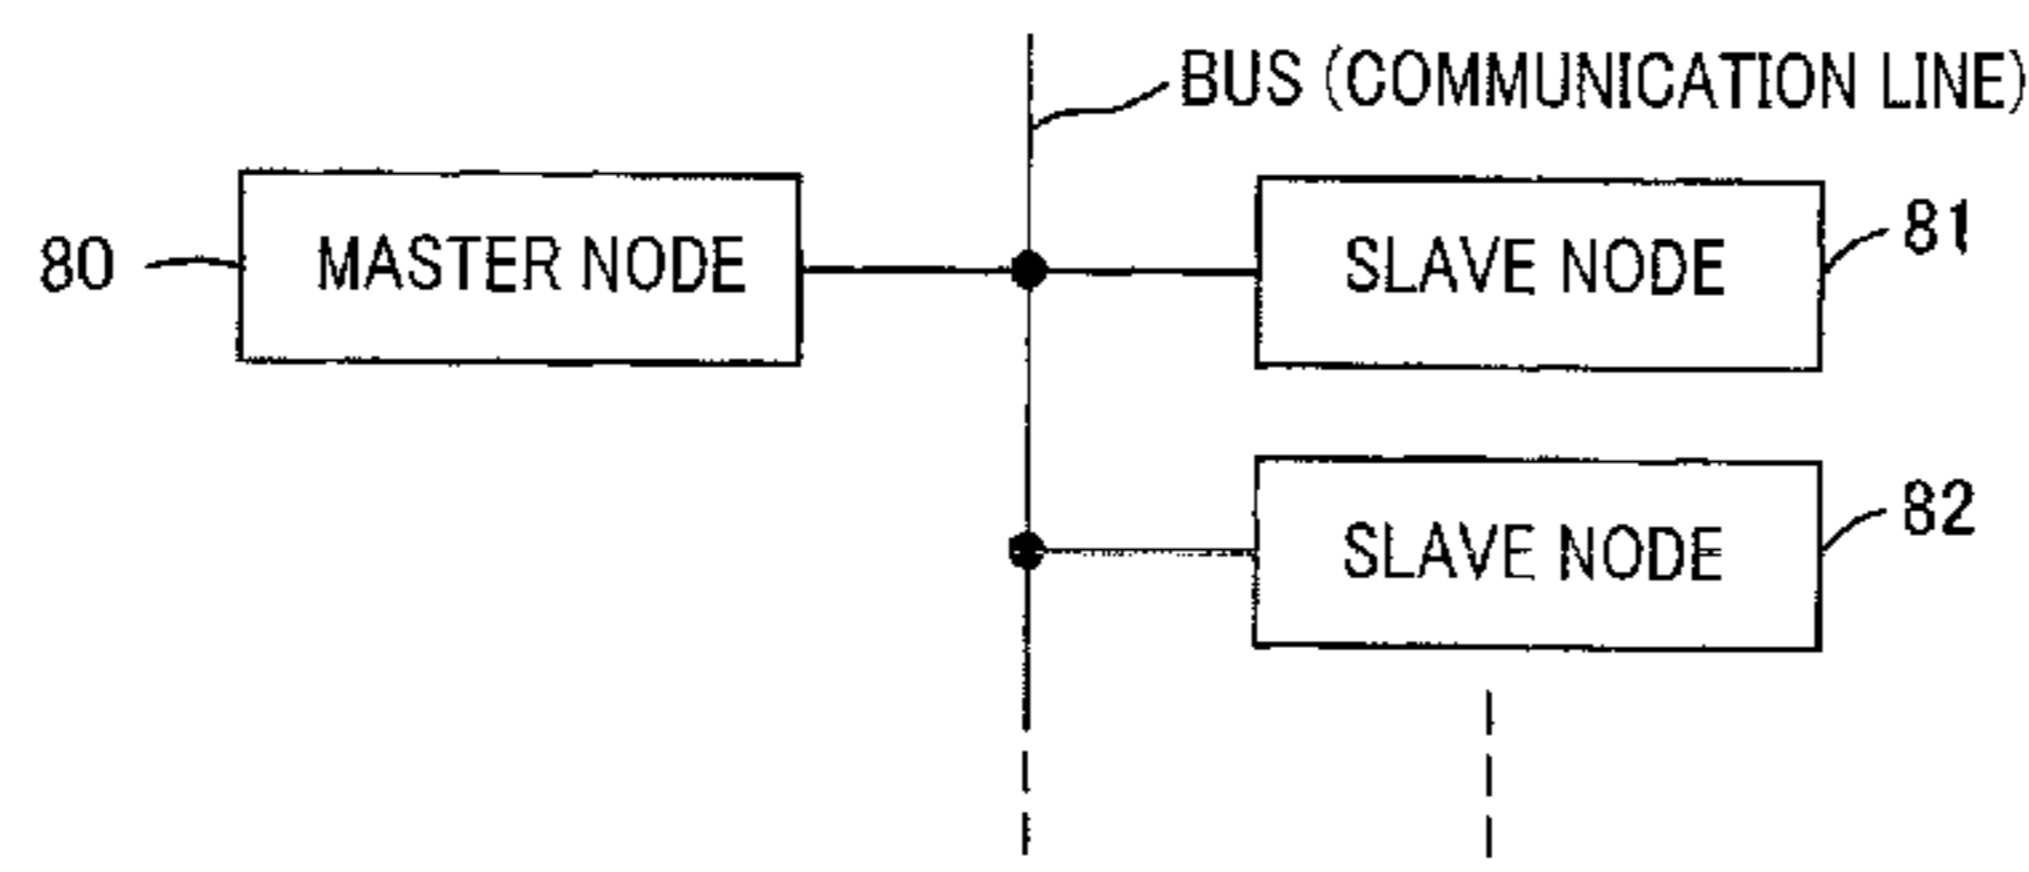 BUS (COMMUNICATION LINE)
80
MASTER NODE
SLAVE NODE
81
SLAVE NODE
82